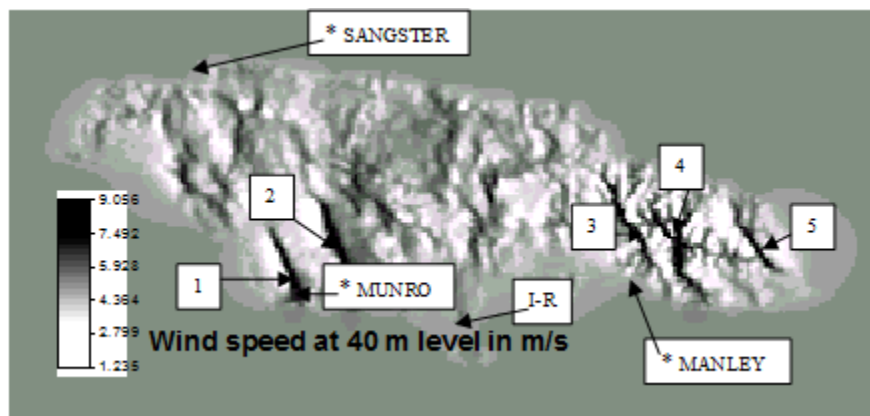 * SANGSTER
4
9.056
7.492
5.928
4.364
2.799
1.235
2
3
5
1
* MUNRO
I-R
Wind speed at 40 m level in m/s
* MANLEY